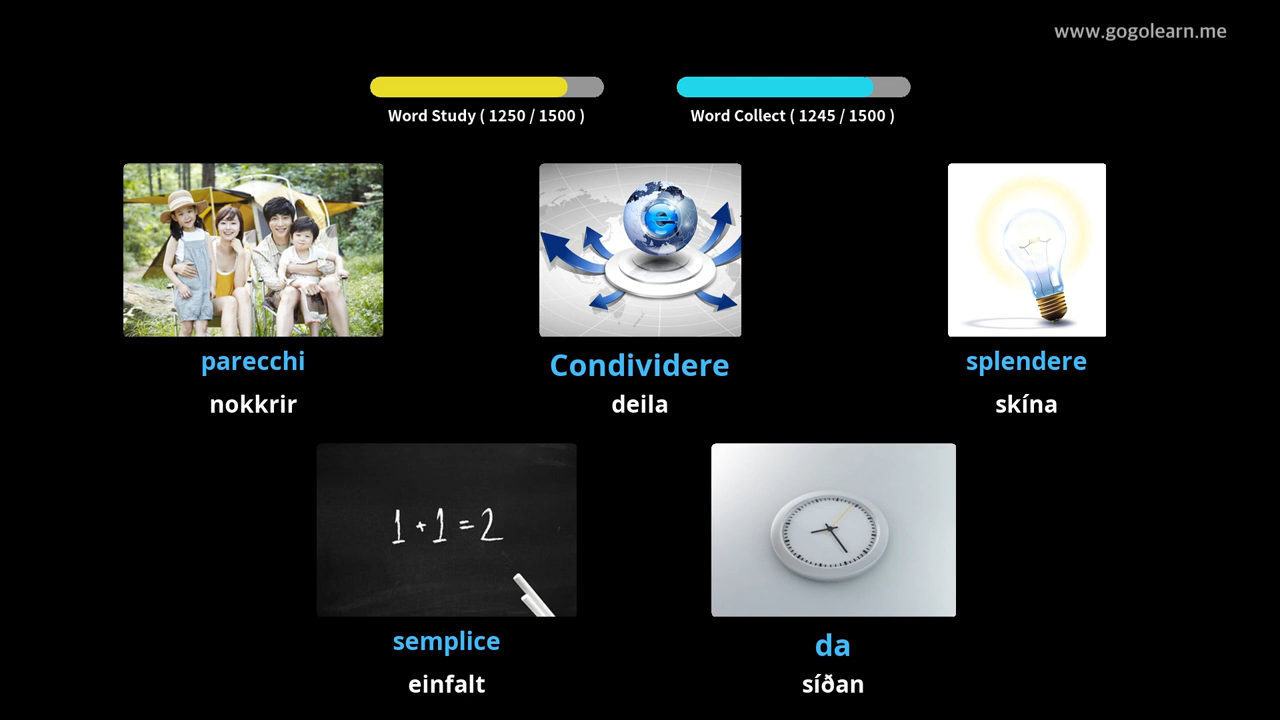 www.gogolearn.me
Word Study ( 1250 / 1500 )
Word Collect ( 1245 / 1500 )
e
parecchi
Condividere
splendere
nokkrir
deila
skína
1+1=2
semplice
da
einfalt
síðan